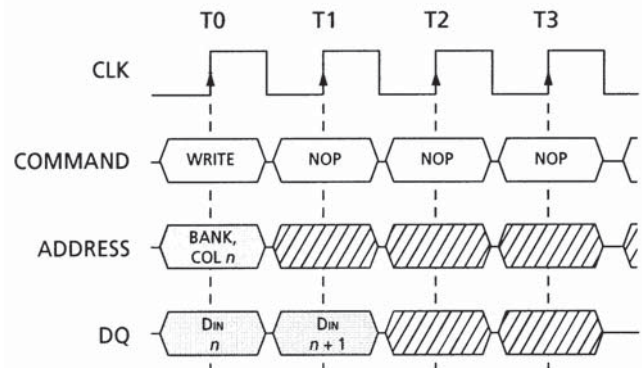 T0 T1 T2 T3
CLK
COMMAND WRITE NOP NOP NOP
ADDRESS BANK,
COL n
DQ DIN DIN
n n + 1